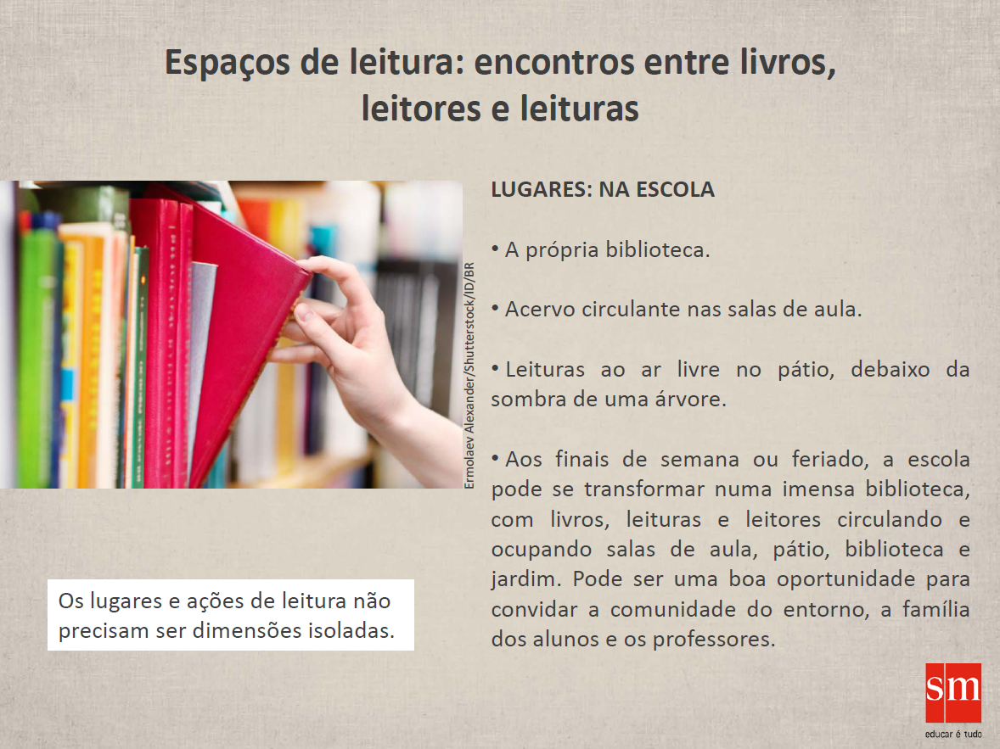 Espaços de leitura: encontros entre livros,
leitores e leituras
LUGARES: NA ESCOLA
• A própria biblioteca.
• Acervo circulante nas salas de aula.
• Leituras ao ar livre no pátio, debaixo da
sombra de uma árvore.
• Aos finais de semana ou feriado, a escola
pode se transformar numa imensa biblioteca,
com livros, leituras e leitores circulando e
ocupando salas de aula, pátio, biblioteca e
jardim. Pode ser uma boa oportunidade para
convidar a comunidade do entorno, a família
dos alunos e os professores.
Ermolaev Alexander/Shutterstock/ID/BR
Os lugares e ações de leitura não
precisam ser dimensões isoladas.
sm
educar é tudo